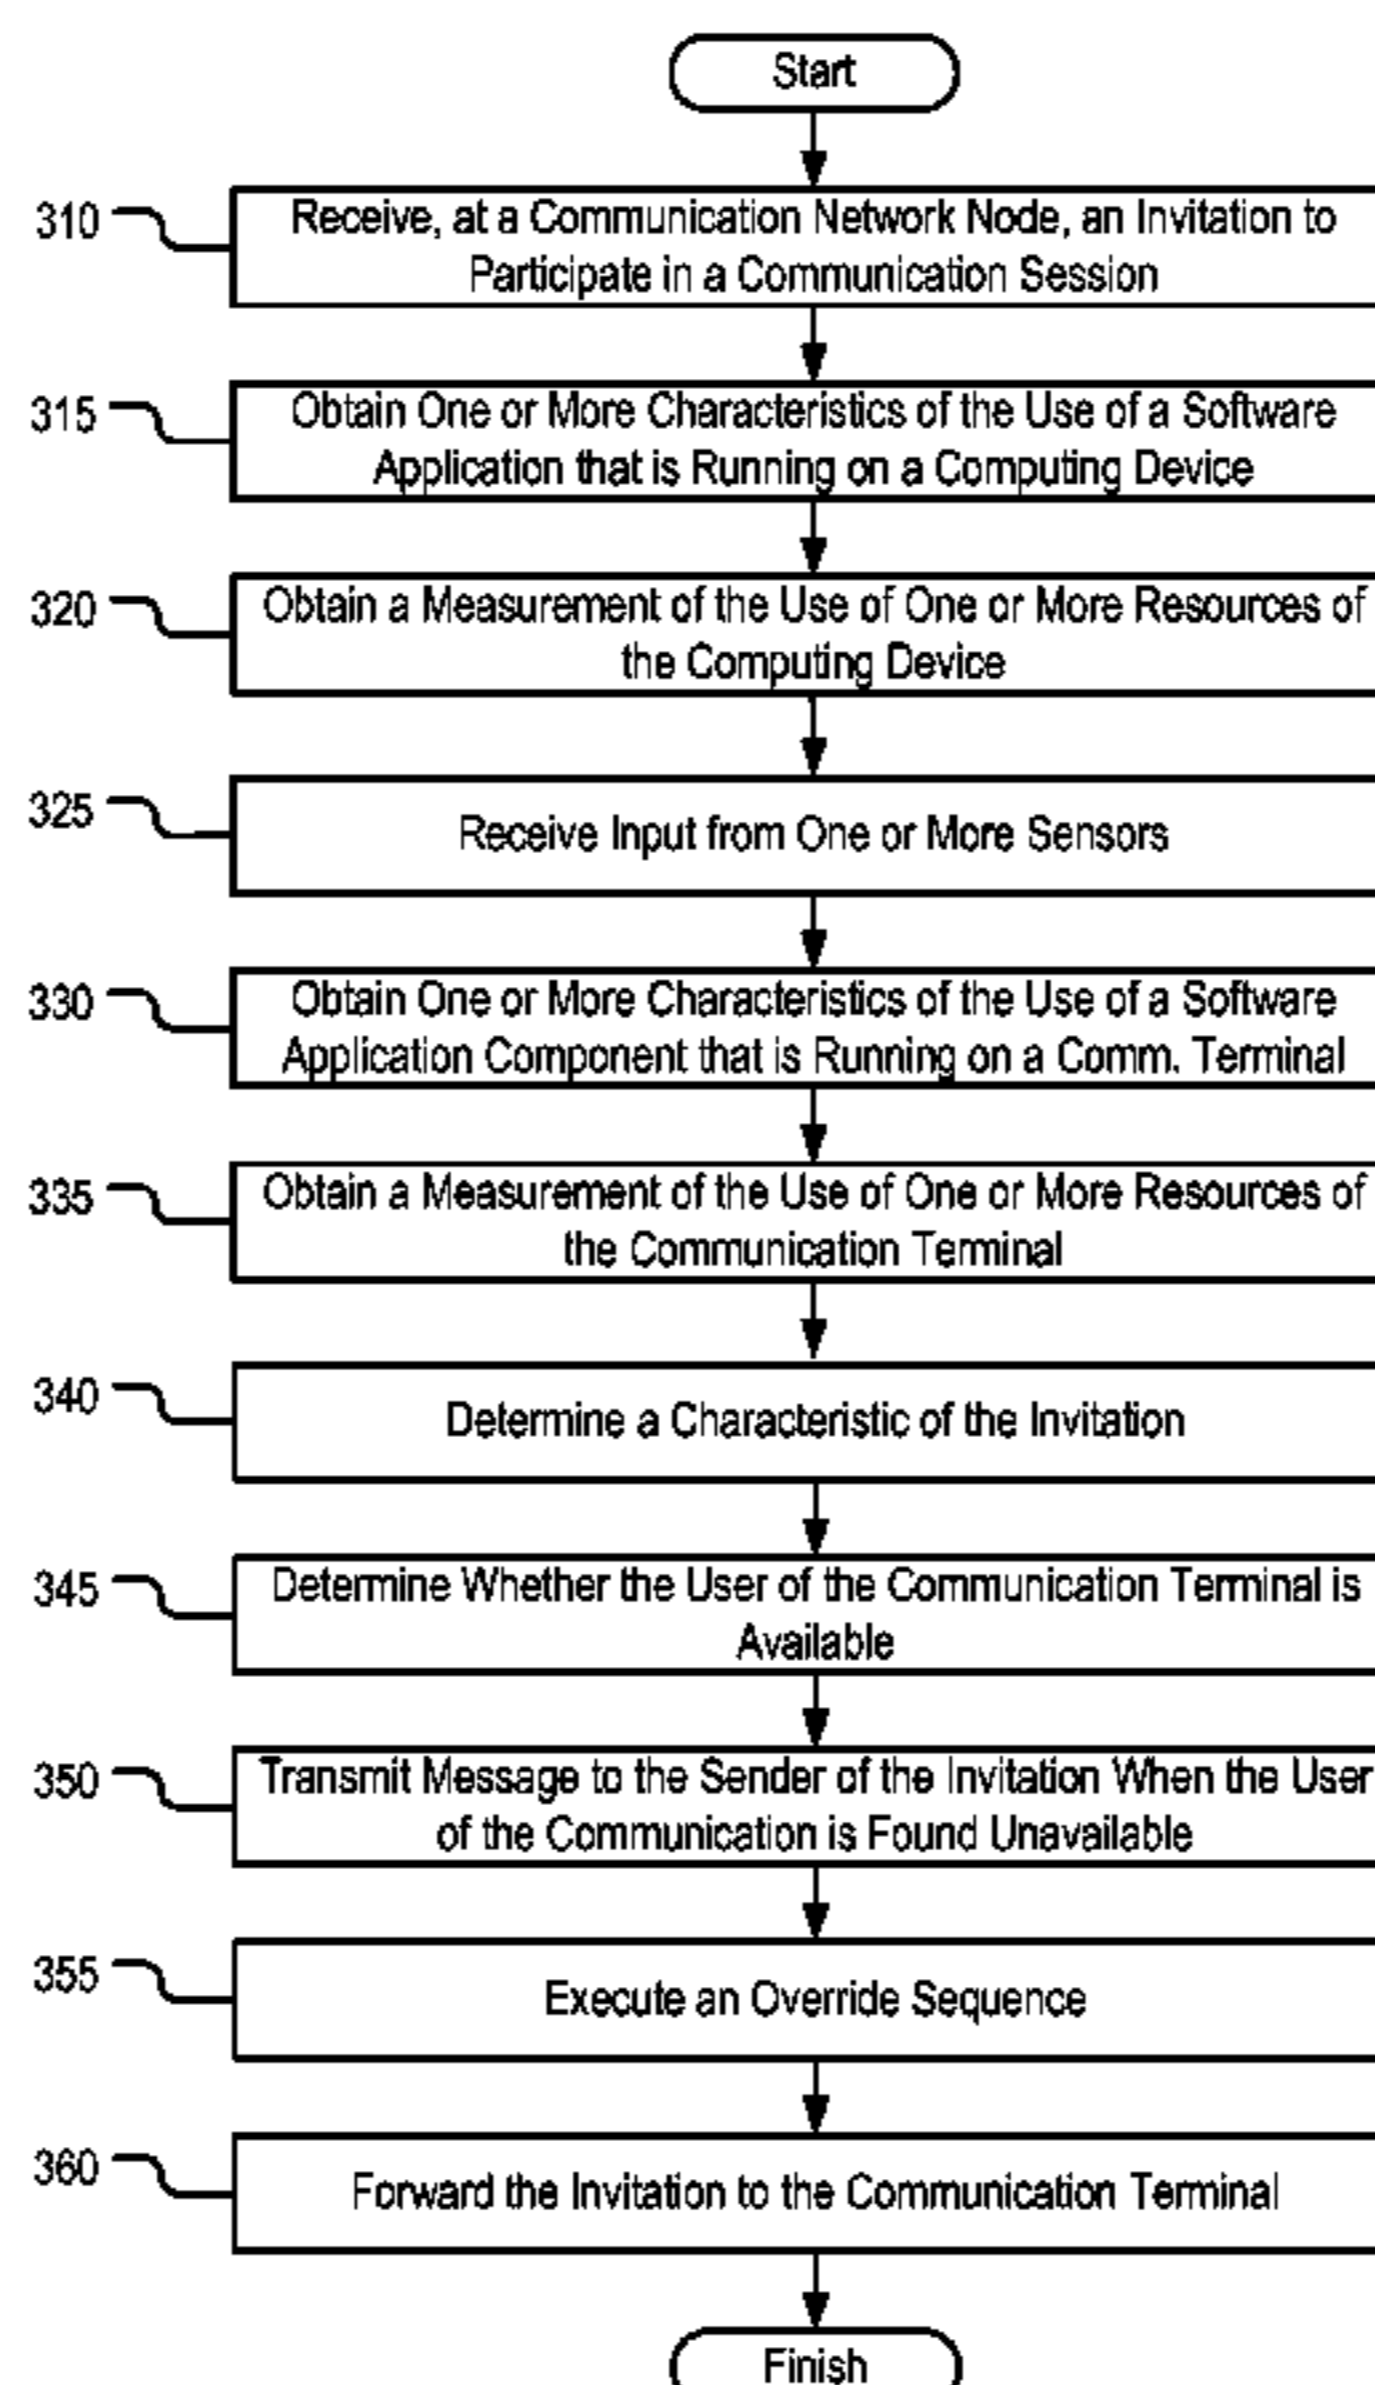 Start
310
Receive, at a Communication Network Node, an Invitation to
Participate in a Communication Session
315
Obtain One or More Characteristics of the Use of a Software
Application that is Running on a Computing Device
320
Obtain a Measurement of the Use of One or More Resources of
the Computing Device
325
Receive Input from One or More Sensors
330
Obtain One or More Characteristics of the Use of a Software
Application Component that is Running on a Comm. Terminal
335
Obtain a Measurement of the Use of One or More Resources of
the Communication Terminal
340
Determine a Characteristic of the Invitation
345
Determine Whether the User of the Communication Terminal is
Available
350
Transmit Message to the Sender of the Invitation When the User
of the Communication is Found Unavailable
355
Execute an Override Sequence
360
Forward the Invitation to the Communication Terminal
Finish